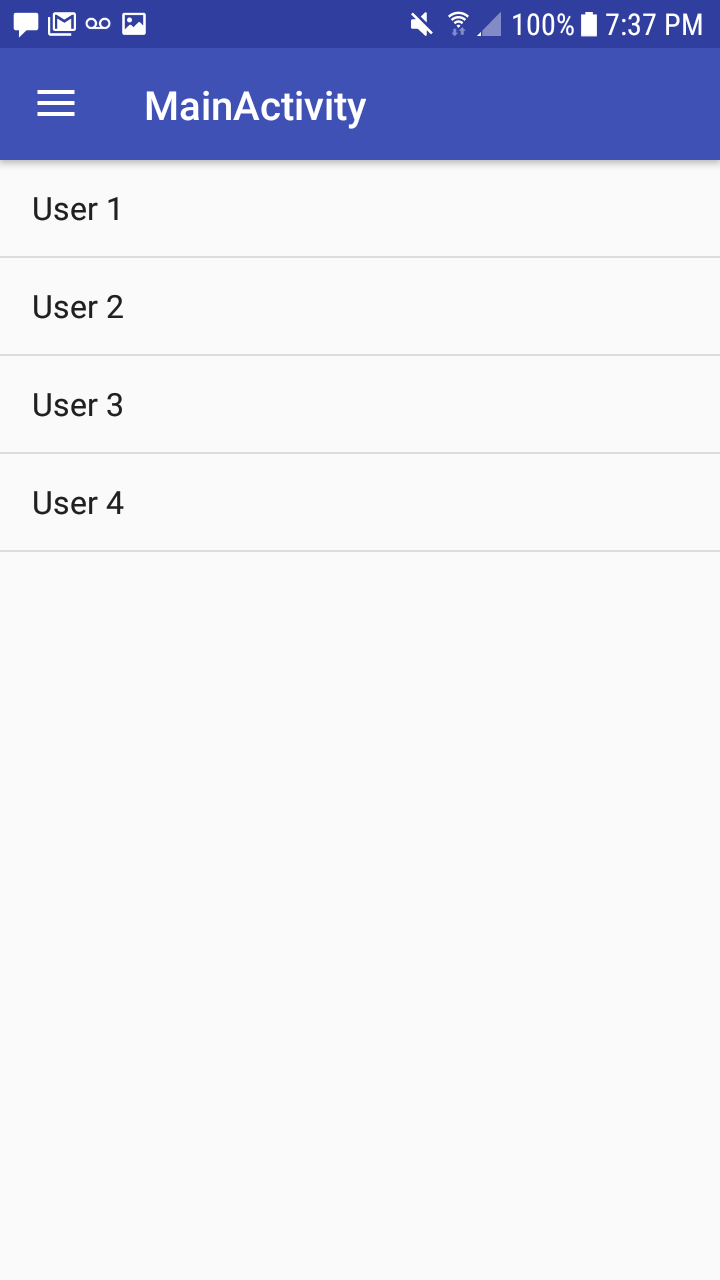 100% 7:37 PM
MainActivity
User 1
User 2
User 3
User 4